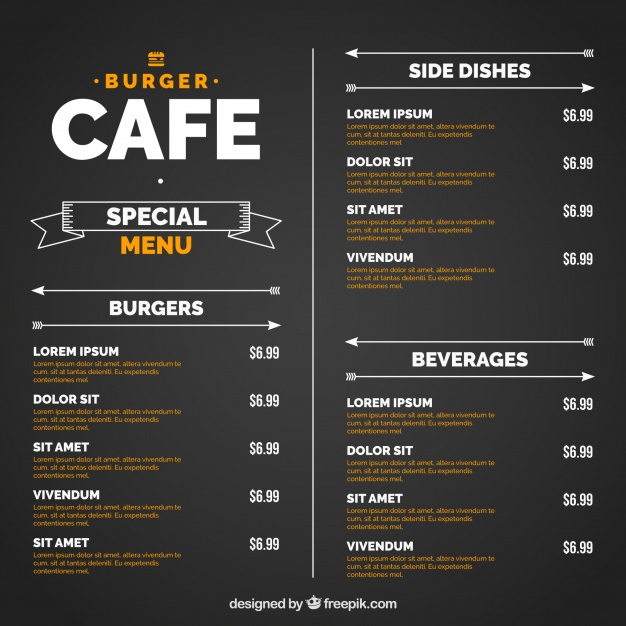 BURGER
CAFE
SPECIAL
MENU
BURGERS
LOREM IPSUM $6.99
Lorem ipsum dolor sit amet, altera vivendum te
cum, sit tantas disputationi at. Eu expetendis
contentiones mel
DOLOR SIT $6.99
Lorem ipsum dolor sit amet, altera vivendum te
cum, sit tantas disputationi at. Eu expetendis
contentiones mel.
SIT AMET $6.99
Lorem ipsum dolor sit amet, altera vivendum te
cum, sit tantas disputationi at. Eu expetendis
contentiones mel.
VIVENDUM $6.99
Lorem ipsum dolor sit amet, altera vivendum te
cum, sit tantas disputationi at. Eu expetendis
contentiones mel.
SIT AMET $6.99
Lorem ipsum dolor sit amet, altera vivendum te
cum, sit tantas disputationi at. Eu expetendis
contentiones mel.
SIDE DISHES
LOREM IPSUM $6.99
Lorem ipsum dolor sit amet, altera vivendum te
cum, sit tantas disputationi at. Eu expetendis
contentiones mel
DOLOR SIT $6.99
Lorem ipsum dolor sit amet, altera vivendum te
cum, sit tantas disputationi at. Eu expetendis
contentiones mel.
SIT AMET $6.99
Lorem ipsum dolor sit amet, altera vivendum te
cum, sit tantas disputationi at. Eu expetendis
contentiones mel.
VIVENDUM $6.99
Lorem ipsum dolor sit amet, altera vivendum te
cum, sit tantas disputationi at. Eu expetendis
contentiones mel.
BEVERAGES
LOREM IPSUM $6.99
Lorem ipsum dolor sit amet, altera vivendum te
cum, sit tantas disputationi at. Eu expetendis
contentiones mel
DOLOR SIT $6.99
Lorem ipsum dolor sit amet, altera vivendum te
cum, sit tantas disputationi at. Eu expetendis
contentiones mel.
SIT AMET $6.99
Lorem ipsum dolor sit amet, altera vivendum te
cum, sit tantas disputationi at. Eu expetendis
contentiones mel.
VIVENDUM $6.99
Lorem ipsum dolor sit amet, altera vivendum te
cum, sit tantas disputationi at. Eu expetendis
contentiones mel.
designed by freepik.com